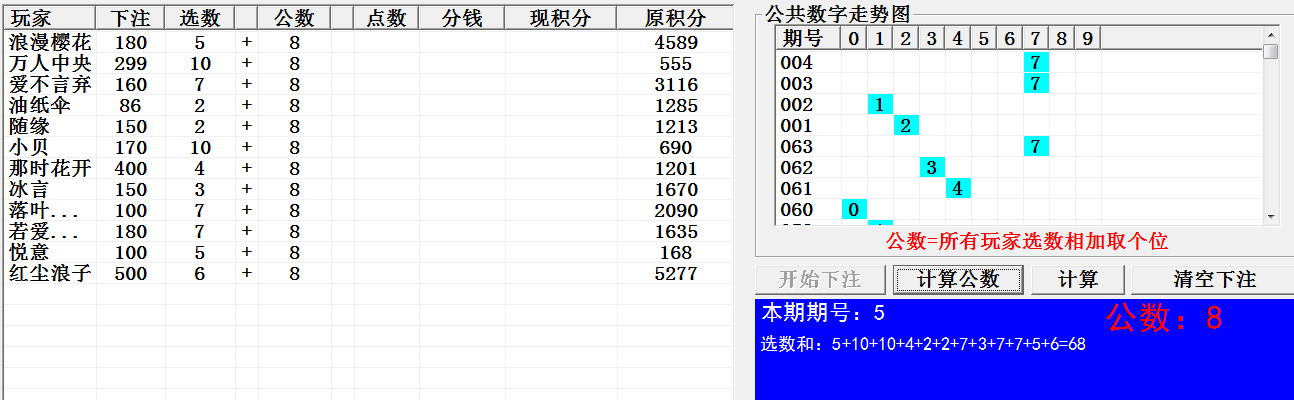 玩家 下注 选数 公数 点数 分钱 现积分 原积分
浪漫樱花 180 5 + 8 4589
万人中央 299 10 + 8 555
爱不言弃 160 7 + 8 3116
油纸伞 86 2 + 8 1285
随缘 150 2 + 8 1213
小贝 170 10 + 8 690
那时花开 400 4 + 8 1201
冰言 150 3 + 8 1670
落叶... 100 7 + 8 2090
若爱... 180 7 + 8 1635
悦意 100 5 + 8 168
红尘浪子 500 6 + 8 5277
公共数字走势图
期号 0 1 2 3 4 5 6 7 8 9
004 7
003 7
002 1
001 2
063 7
062 3
061 4
060 0
公数=所有玩家选数相加取个位
开始下注 计算公数 计算 清空下注
本期期号：5 公数：8
选数和：5+10+10+4+2+2+7+3+7+7+5+6=68